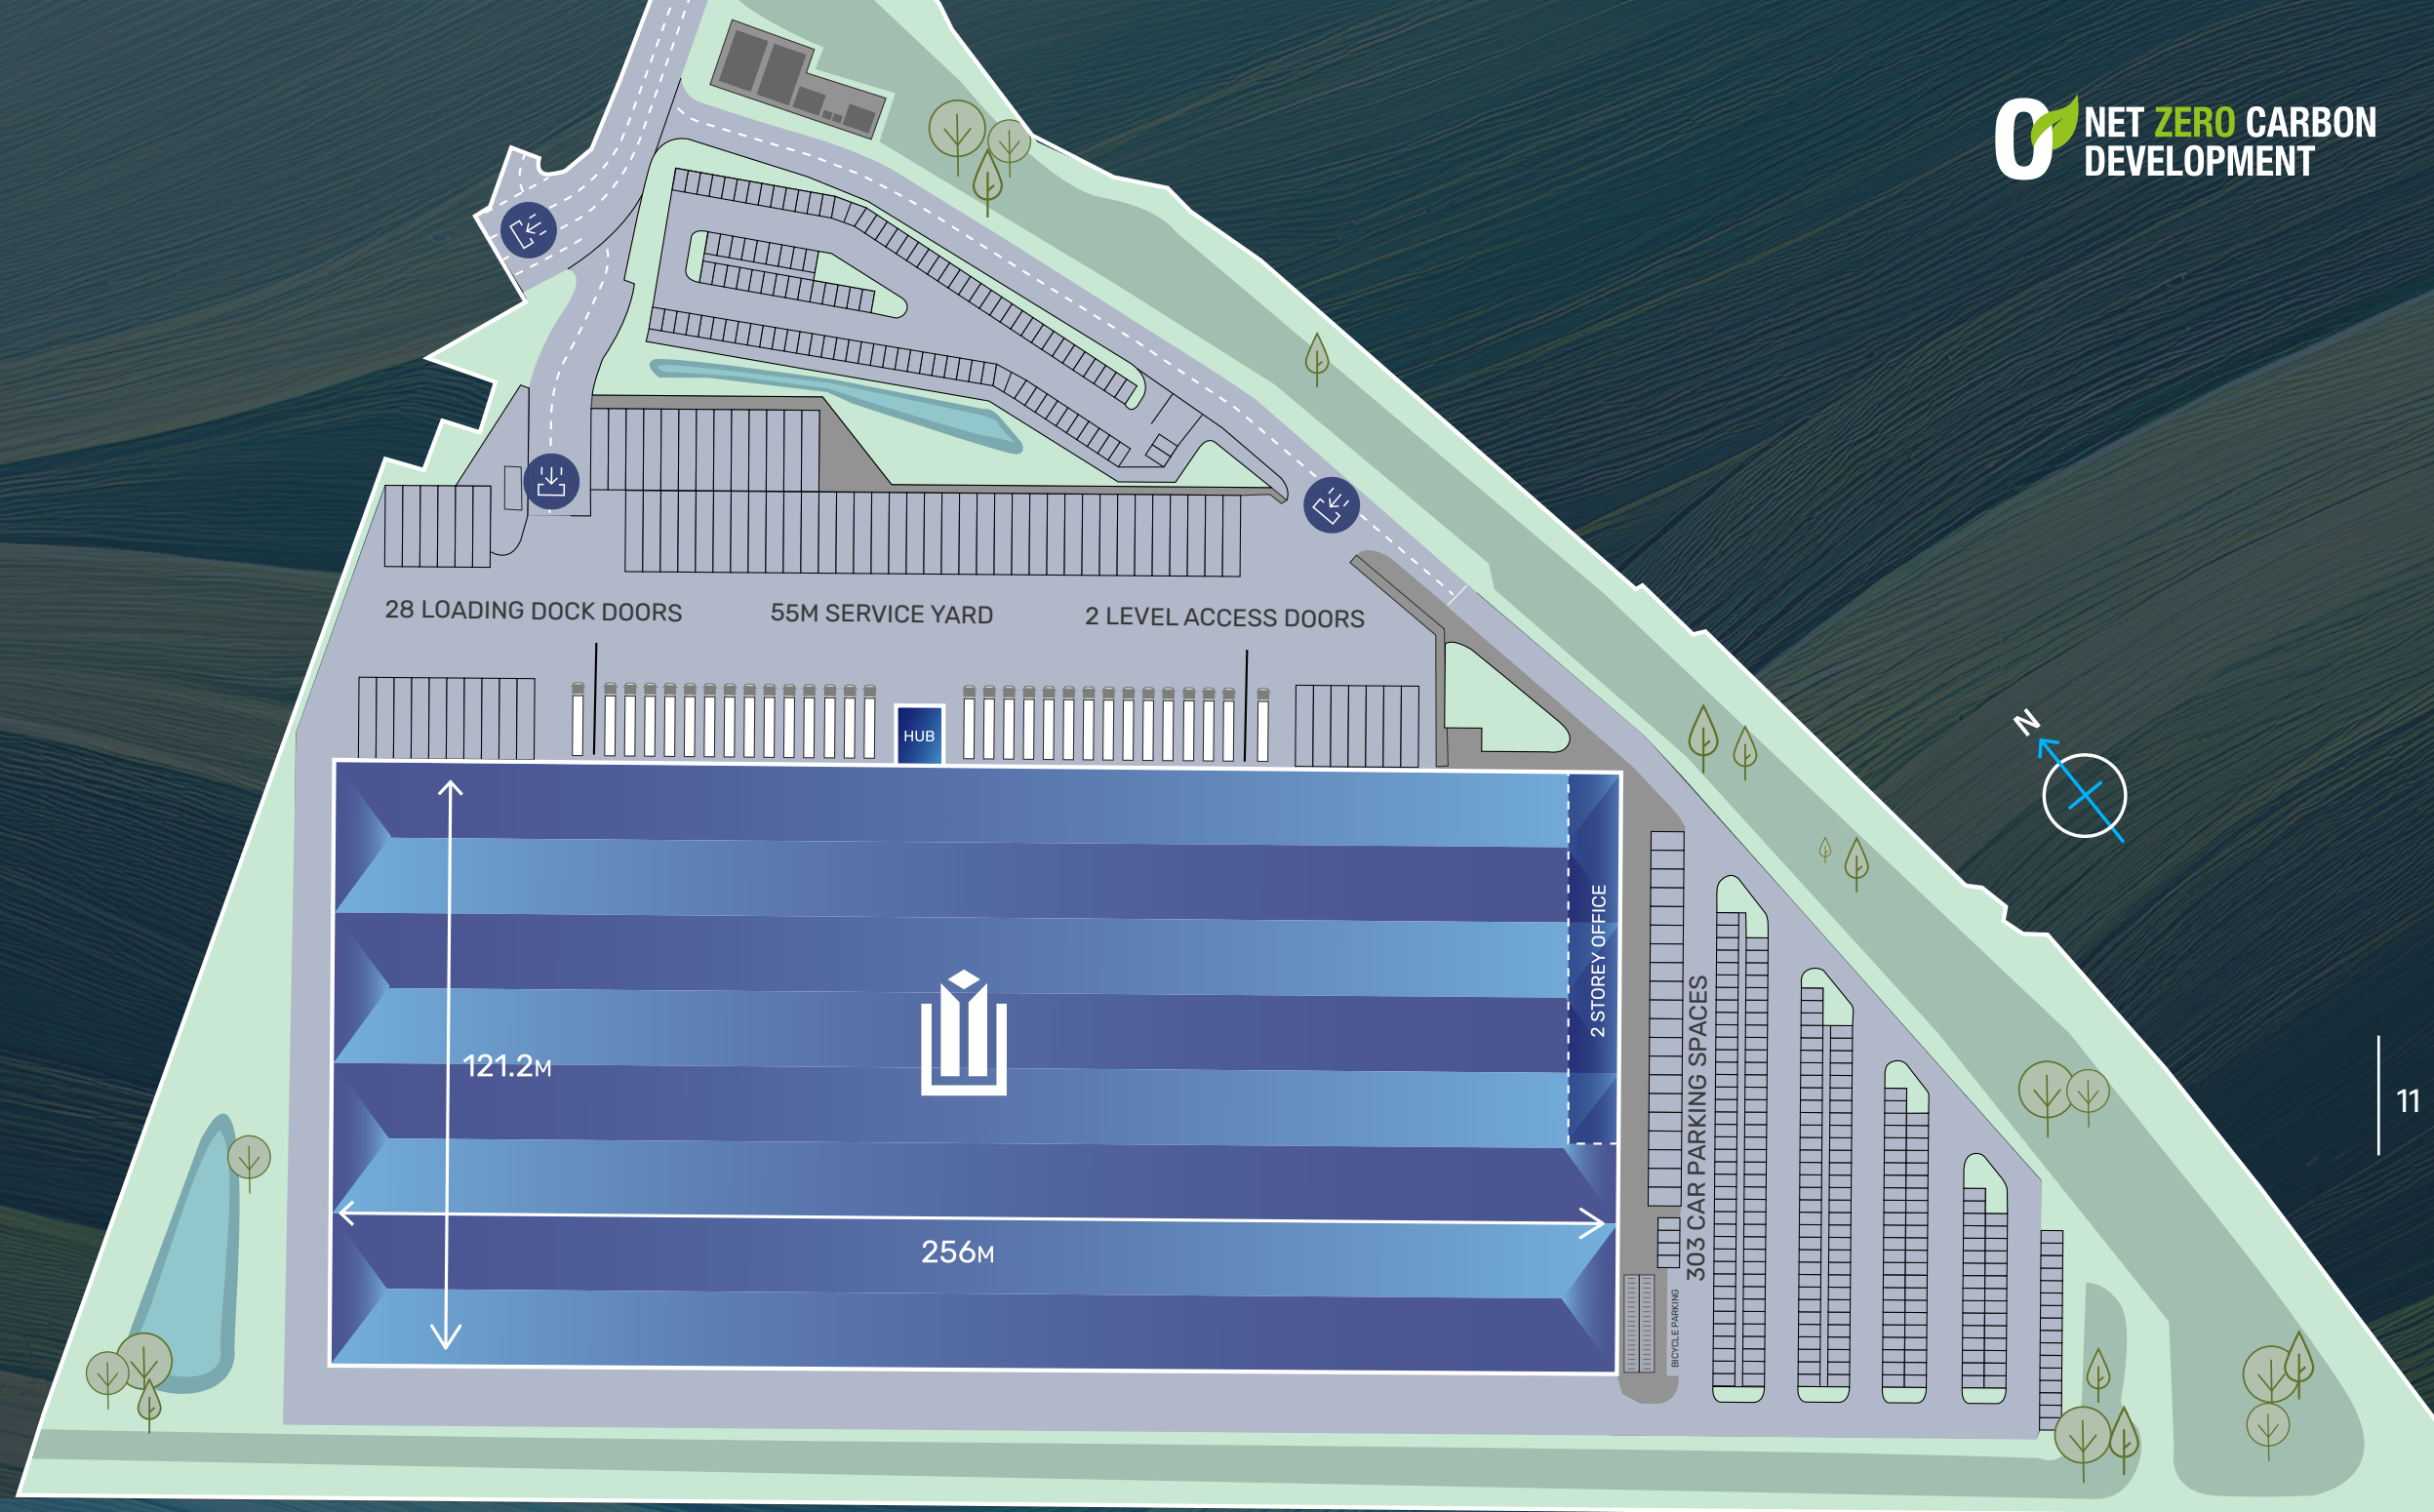 NET ZERO CARBON
DEVELOPMENT
28 LOADING DOCK DOORS
55M SERVICE YARD
2 LEVEL ACCESS DOORS
HUB
N
2 STOREY OFFICE
303 CAR PARKING SPACES
121.2M
11
256M
BICYCLE PARKING